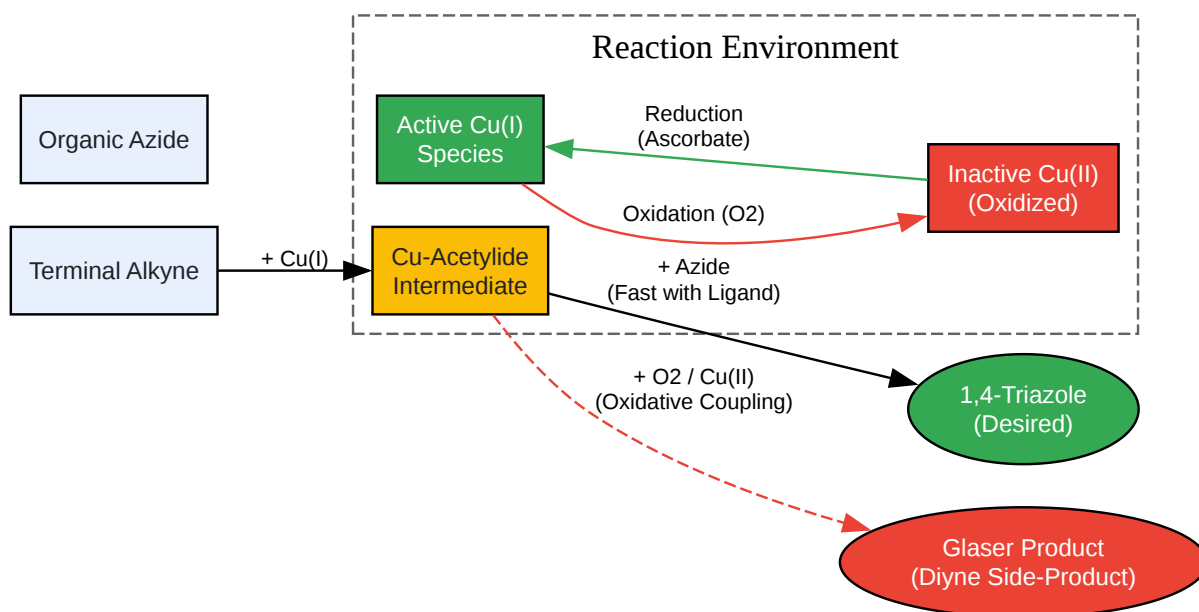 Reaction Environment
Organic Azide
Active Cu(I)
Species
Reduction
(Ascorbate)
Inactive Cu(II)
(Oxidized)
Oxidation (O2)
Terminal Alkyne
+ Cu(I)
Cu-Acetylide
Intermediate
+ Azide
(Fast with Ligand)
+ O2 / Cu(II)
(Oxidative Coupling)
1,4-Triazole
(Desired)
Glaser Product
(Diyne Side-Product)